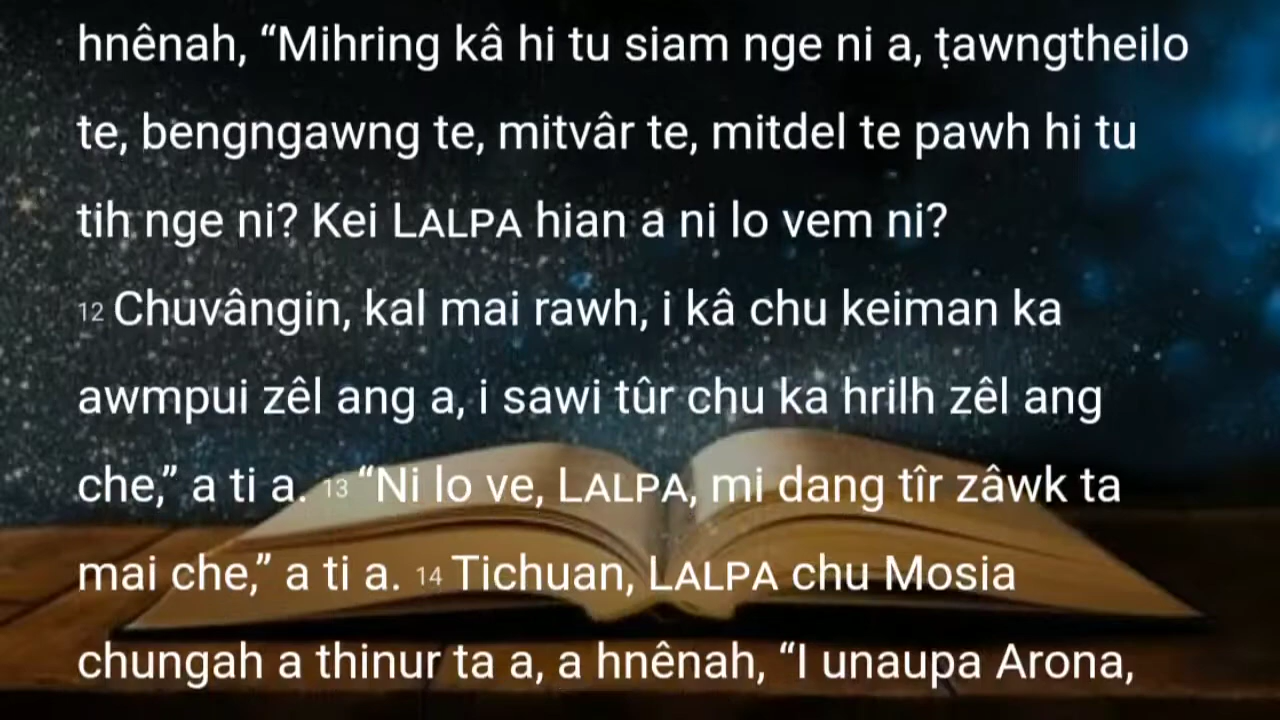 hnênah, “Mihring kâ hi tu siam nge ni a, ṭawngtheilo
te, bengngawng te, mitvâr te, mitdel te pawh hi tu
tih nge ni? Kei LALPA hian a ni lo vem ni?
12 Chuvângin, kal mai rawh, i kâ chu keiman ka
awmpui zêl ang a, i sawi tûr chu ka hrilh zêl ang
che,” a ti a. 13 “Ni lo ve, LALPA, mi dang tîr zâwk ta
mai che,” a ti a. 14 Tichuan, LALPA chu Mosia
chungah a thinur ta a, a hnênah, “I unaupa Arona,